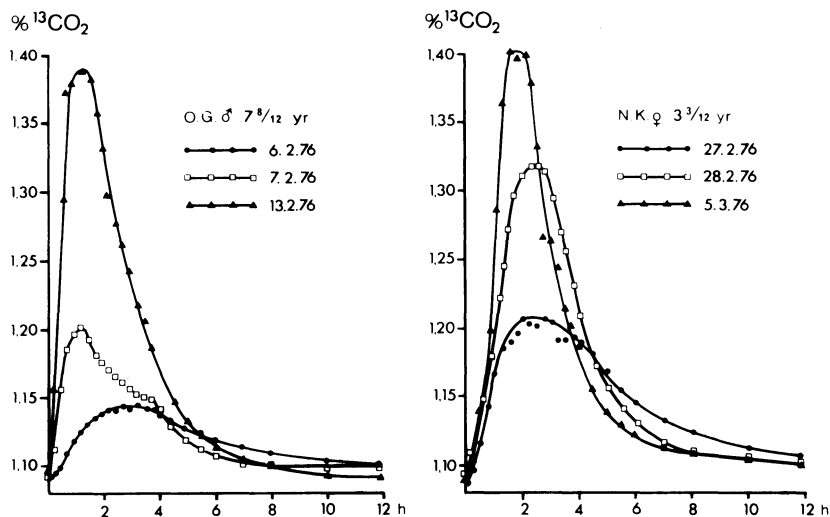 % ¹³CO₂
1,40
1,35
1,30
1,25
1,20
1,15
1,10
2 4 6 8 10 12 h
O G ♂ 7 ⁸/₁₂ yr
6. 2. 76
7. 2. 76
13.2.76
% ¹³CO₂
1,40
1,35
1,30
1,25
1,20
1,15
1,10
0 2 4 6 8 10 12 h
N K ♀ 3 ³/₁₂ yr
27. 2. 76
28.2.76
5. 3. 76